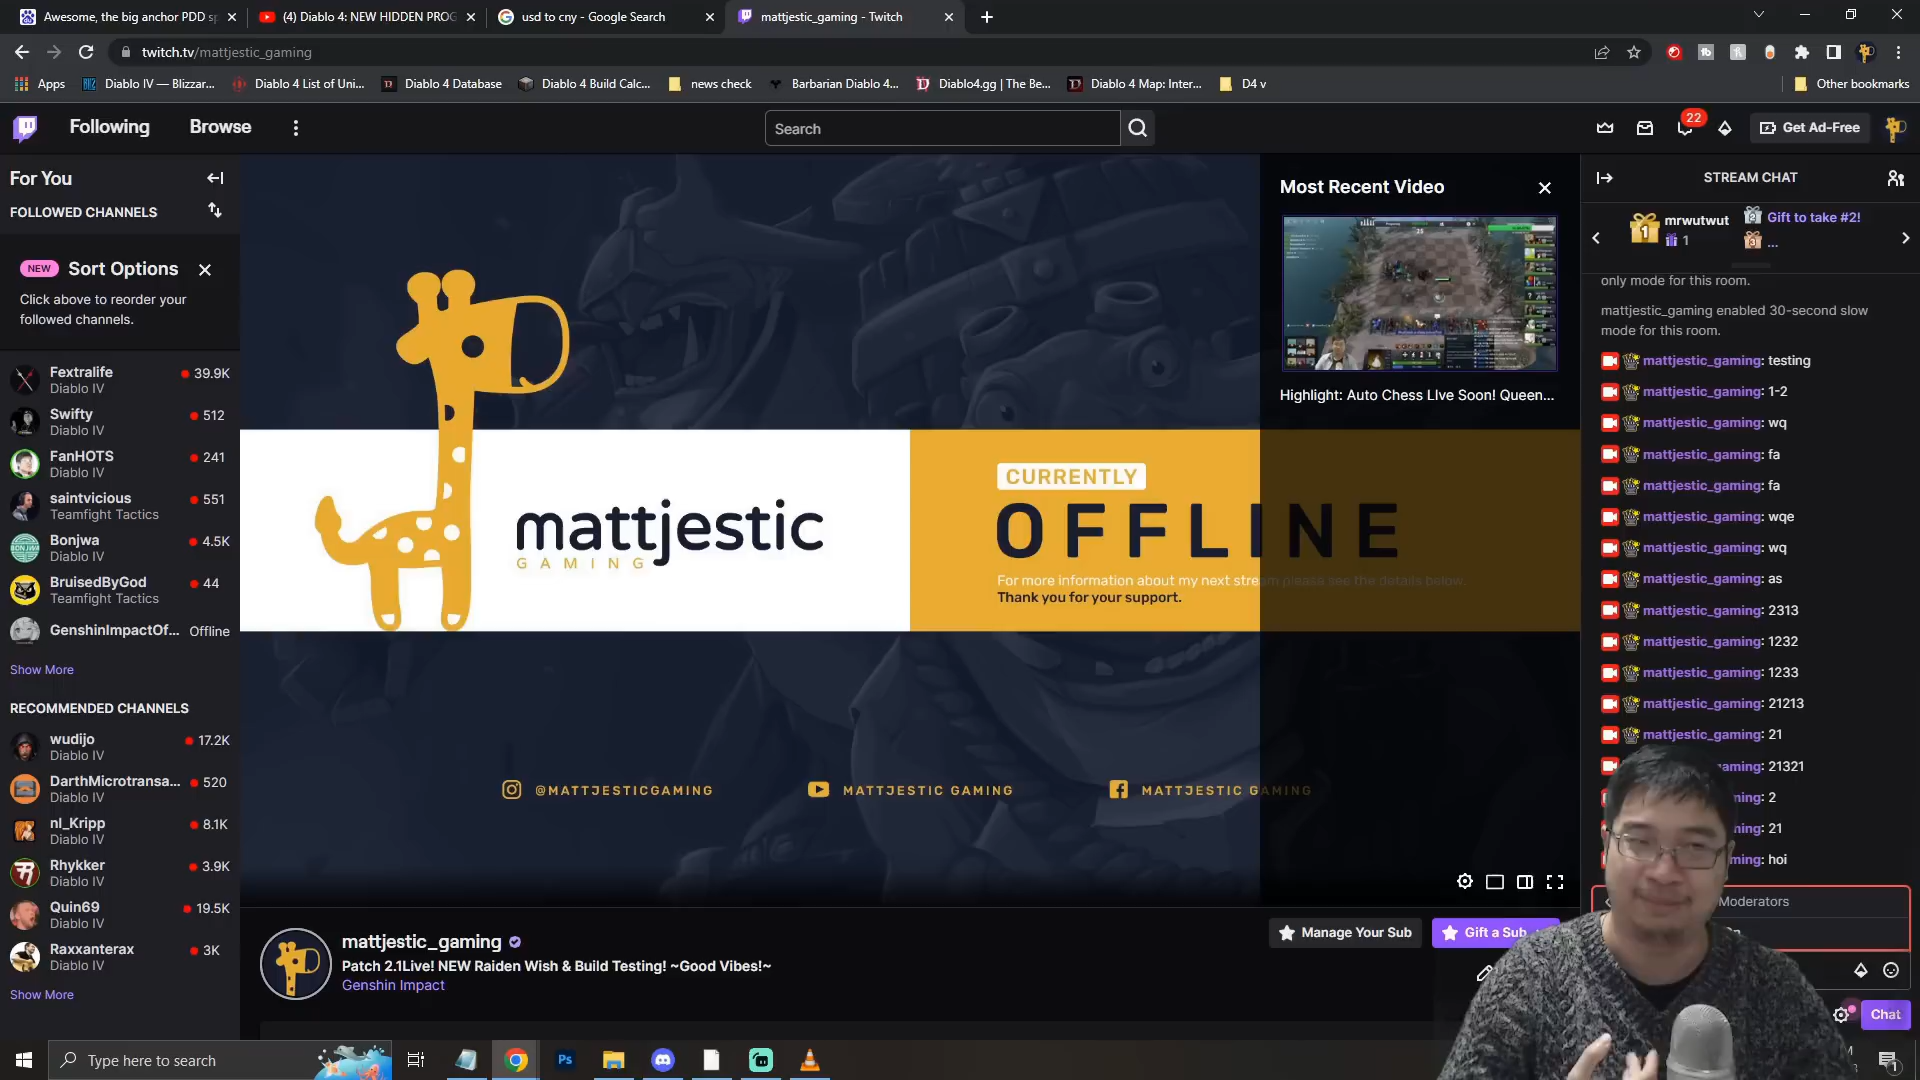 Awesome, the big anchor PDD sp
(4) Diablo 4: NEW HIDDEN PROG
usd to cny - Google Search
mattjestic_gaming - Twitch
twitch.tv/mattjestic_gaming
Apps
Diablo IV — Blizzar...
Diablo 4 List of Uni...
Diablo 4 Database
Diablo 4 Build Calc...
news check
Barbarian Diablo 4...
Diablo4.gg | The Be...
Diablo 4 Map: Inter...
D4 v
Other bookmarks
Following
Browse
Search
22
Get Ad-Free
For You
FOLLOWED CHANNELS
NEW Sort Options
Click above to reorder your
followed channels.
Fextralife 39.9K
Diablo IV
Swifty 512
Diablo IV
FanHOTS 241
Diablo IV
saintvicious 551
Teamfight Tactics
Bonjwa 4.5K
Diablo IV
BruisedByGod 44
Teamfight Tactics
GenshinImpactOf... Offline
Show More
RECOMMENDED CHANNELS
wudijo 17.2K
Diablo IV
DarthMicrotransa... 520
Diablo IV
nl_Kripp 8.1K
Diablo IV
Rhykker 3.9K
Diablo IV
Quin69 19.5K
Diablo IV
Raxxanterax 3K
Diablo IV
Show More
mattjestic
GAMING
CURRENTLY
OFFLINE
For more information about my next stream please see the details below.
Thank you for your support.
@MATTJESTICGAMING
MATTJESTIC GAMING
MATTJESTIC GAMING
Most Recent Video
Highlight: Auto Chess LIve Soon! Queen...
mattjestic_gaming
Patch 2.1Live! NEW Raiden Wish & Build Testing! ~Good Vibes!~
Genshin Impact
Manage Your Sub
Gift a Sub
STREAM CHAT
1
mrwutwut
1
2
Gift to take #2!
3
...
only mode for this room.
mattjestic_gaming enabled 30-second slow
mode for this room.
mattjestic_gaming: testing
mattjestic_gaming: 1-2
mattjestic_gaming: wq
mattjestic_gaming: fa
mattjestic_gaming: fa
mattjestic_gaming: wqe
mattjestic_gaming: wq
mattjestic_gaming: as
mattjestic_gaming: 2313
mattjestic_gaming: 1232
mattjestic_gaming: 1233
mattjestic_gaming: 21213
mattjestic_gaming: 21
gaming: 21321
ming: 2
ming: 21
ming: hoi
Moderators
Chat
Type here to search
Ps
1